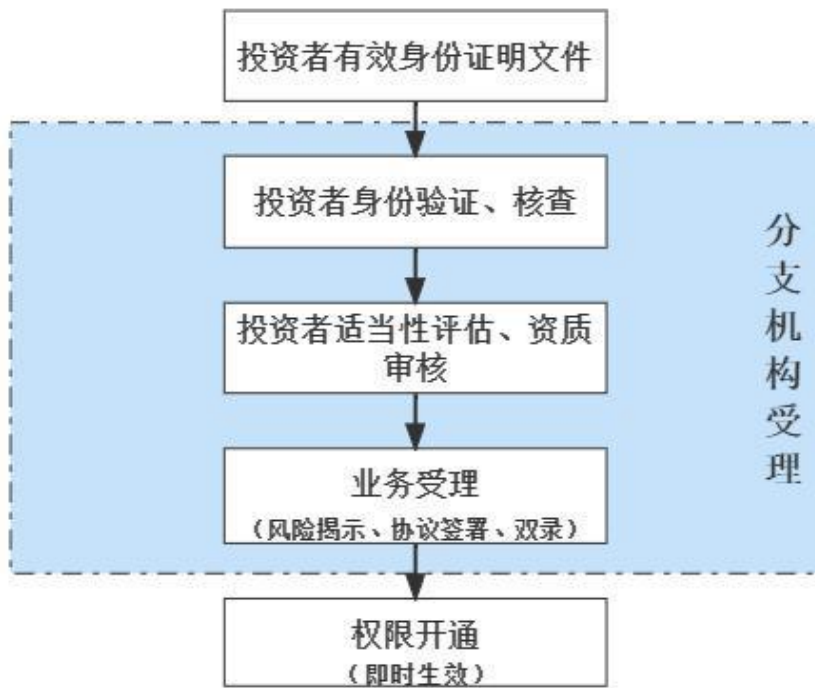 投资者有效身份证明文件
投资者身份验证、核查
投资者适当性评估、资质
审核
业务受理
（风险揭示、协议签署、双录）
权限开通
（即时生效）
分支机构受理